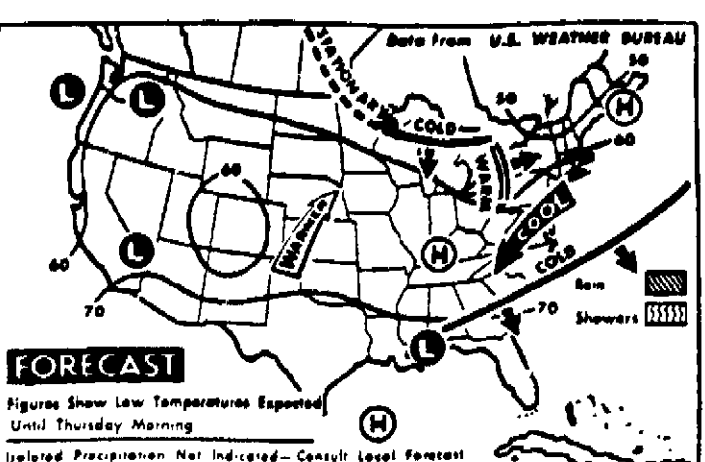 Data from U.S. WEATHER BUREAU
STATIONARY
50
50
L
L
H
COLD
60
60
WARM
COOL
WARMER
L
H
COLD
60
Rain
70
70
Showers
L
FORECAST
Figures Show Low Temperatures Expected
Until Thursday Morning
H
Isolated Precipitation Not Indicated—Consult Local Forecast